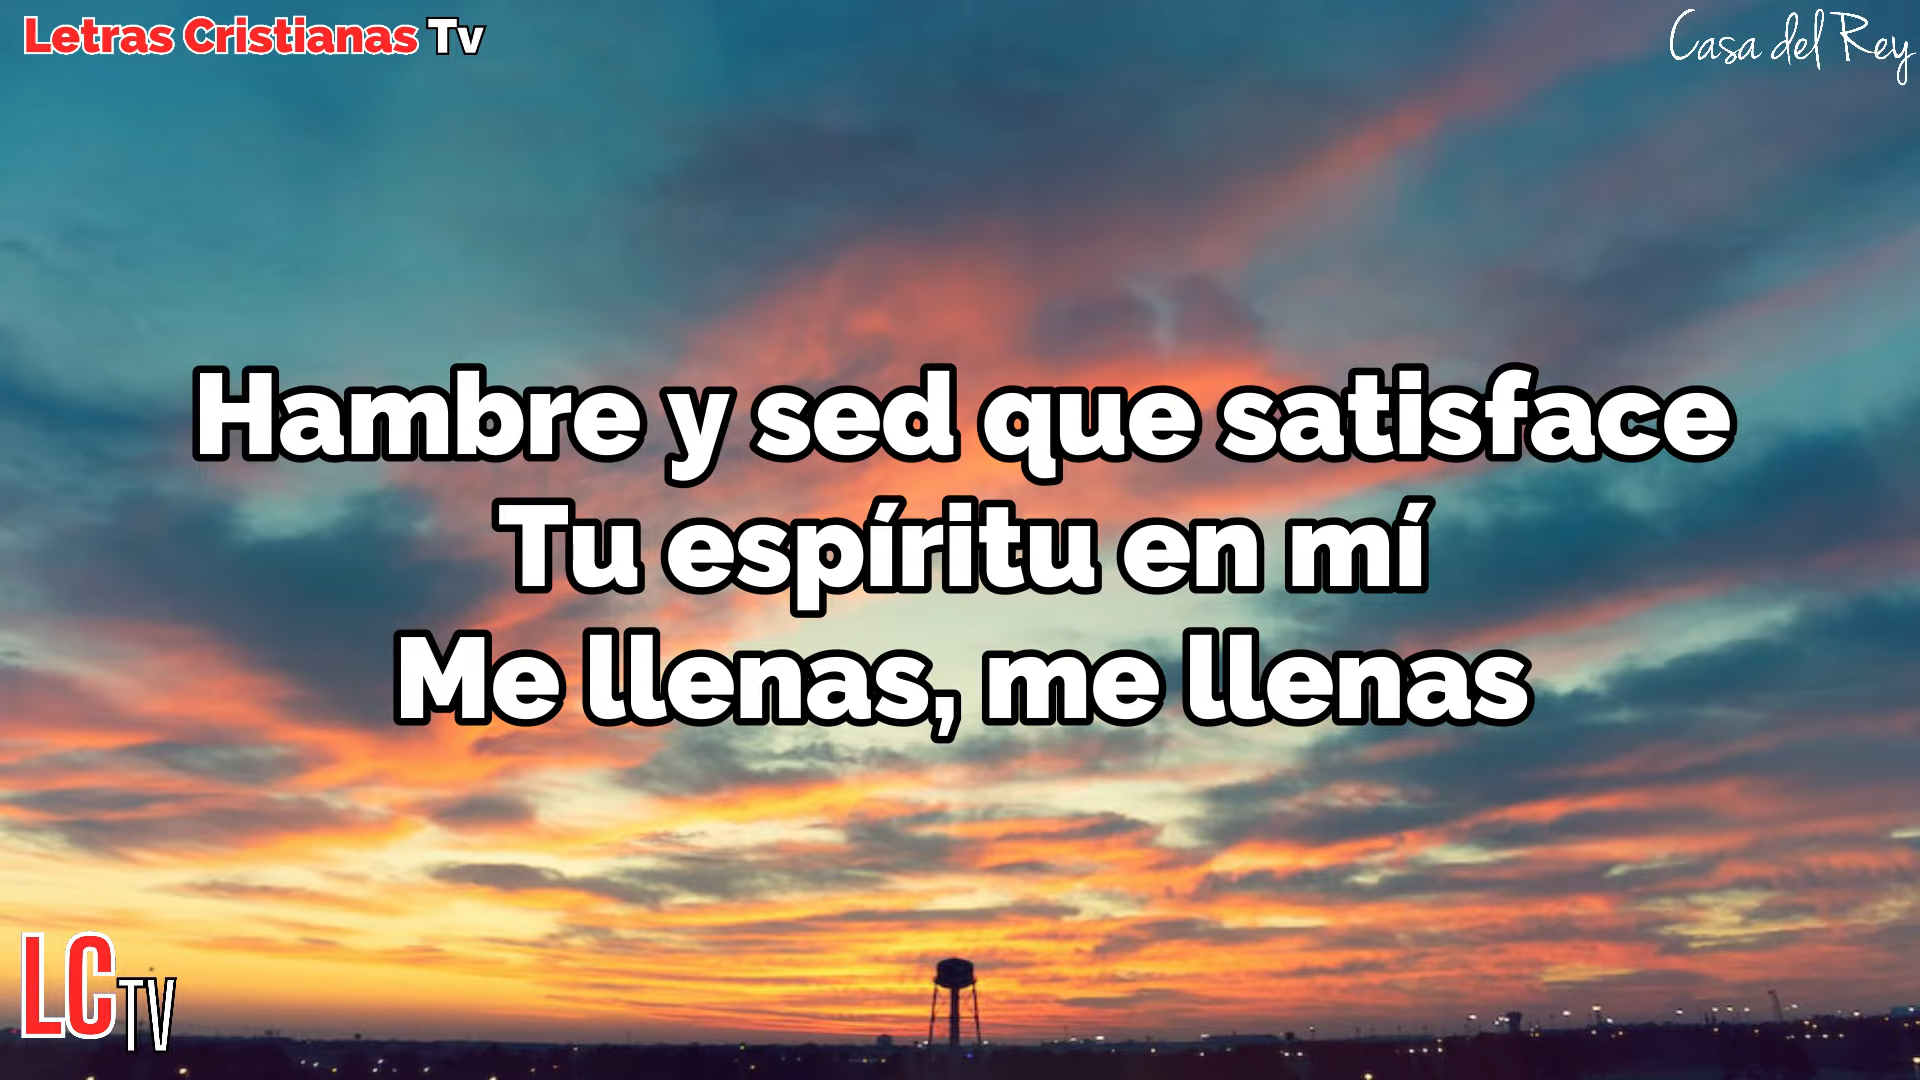 Letras Cristianas Tv
Casa del Rey
Hambre y sed que satisface
Tu espíritu en mí
Me llenas, me llenas
LC TV